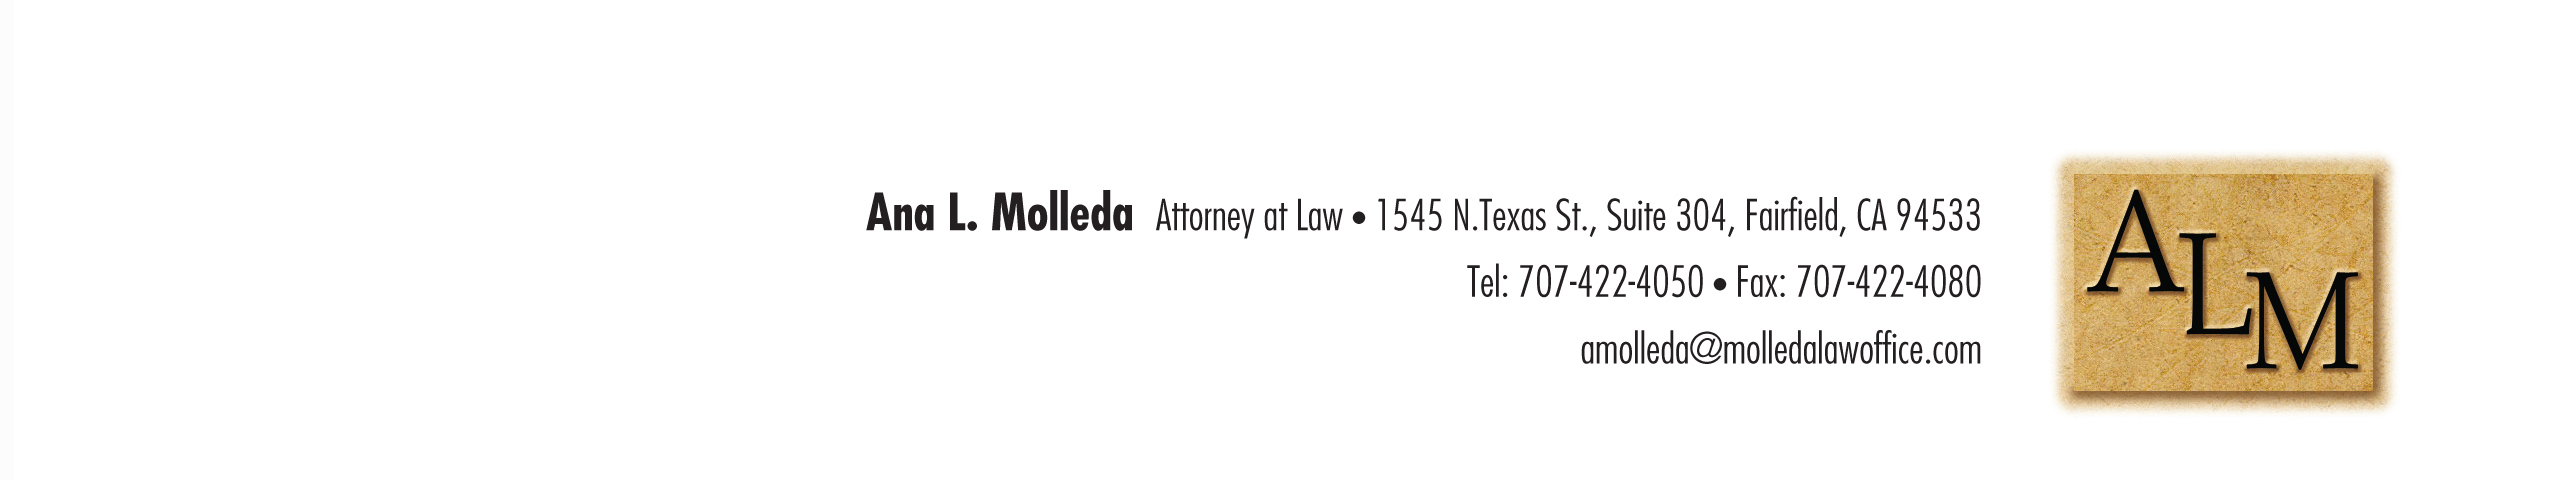 Ana L. Molleda Attorney at Law • 1545 N.Texas St., Suite 304, Fairfield, CA 94533
Tel: 707-422-4050 • Fax: 707-422-4080
amolleda@molledalawoffice.com
ALM